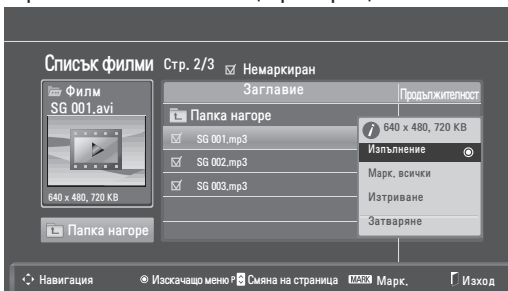 Списък филми Стр. 2/3 Немаркиран
Филм
SG 001.avi
640 x 480, 720 KB
Папка нагоре
Заглавие Продължителност
Папка нагоре
SG 001,mp3
SG 002,mp3
SG 003,mp3
640 x 480, 720 KB
Изпълнение
Марк. всички
Изтриване
Затваряне
Навигация Изскачащо меню P Смяна на страница МАRК Марк. Изход